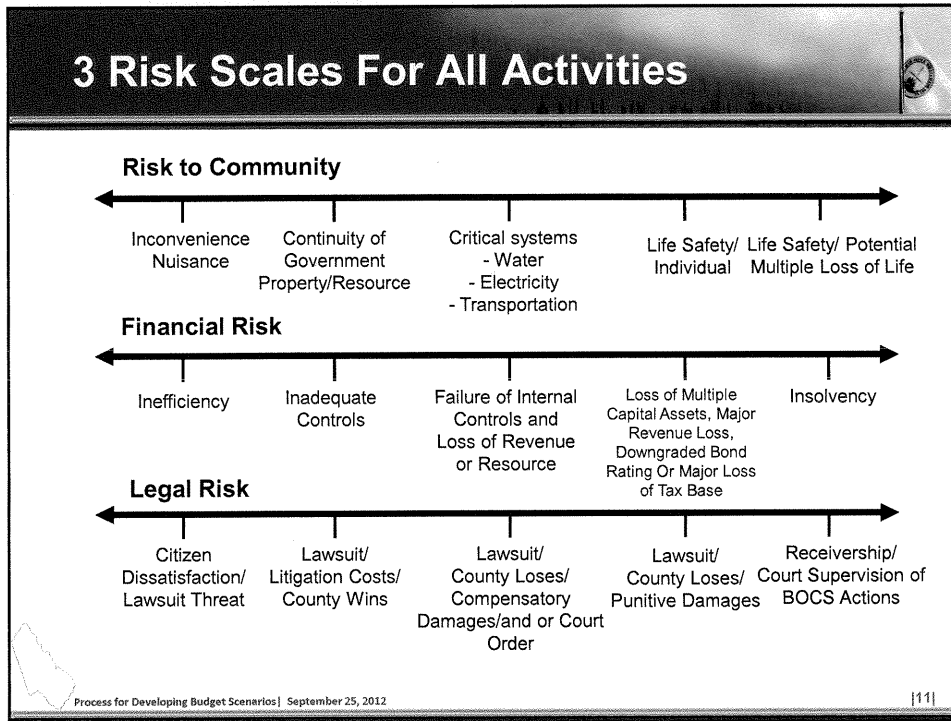 3 Risk Scales For All Activities
Risk to Community
Inconvenience
Nuisance
Continuity of
Government
Property/Resource
Critical systems
- Water
- Electricity
- Transportation
Life Safety/
Individual
Life Safety/ Potential
Multiple Loss of Life
Financial Risk
Inefficiency
Inadequate
Controls
Failure of Internal
Controls and
Loss of Revenue
or Resource
Loss of Multiple
Capital Assets, Major
Revenue Loss,
Downgraded Bond
Rating Or Major Loss
of Tax Base
Insolvency
Legal Risk
Citizen
Dissatisfaction/
Lawsuit Threat
Lawsuit/
Litigation Costs/
County Wins
Lawsuit/
County Loses/
Compensatory
Damages/and or Court
Order
Lawsuit/
County Loses/
Punitive Damages
Receivership/
Court Supervision of
BOCS Actions
Process for Developing Budget Scenarios| September 25, 2012
|11|